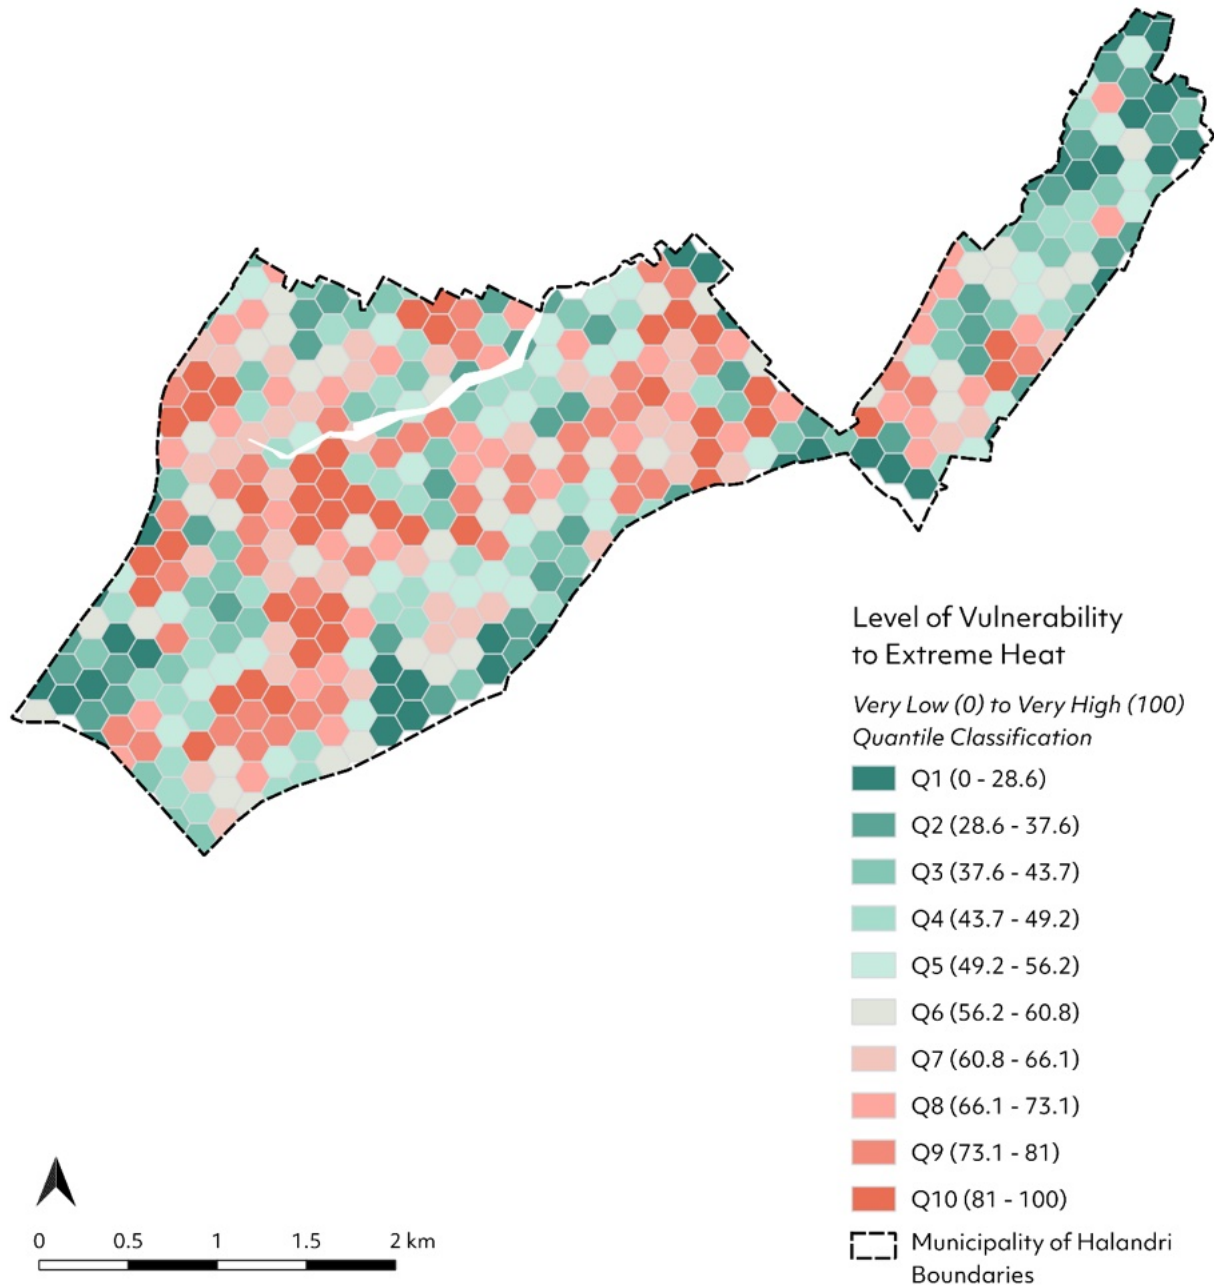 Level of Vulnerability
to Extreme Heat
Very Low (0) to Very High (100)
Quantile Classification
Q1 (0 - 28.6)
Q2 (28.6 - 37.6)
Q3 (37.6 - 43.7)
Q4 (43.7 - 49.2)
Q5 (49.2 - 56.2)
Q6 (56.2 - 60.8)
Q7 (60.8 - 66.1)
Q8 (66.1 - 73.1)
Q9 (73.1 - 81)
Q10 (81 - 100)
Municipality of Halandri
Boundaries
0 0.5 1 1.5 2 km